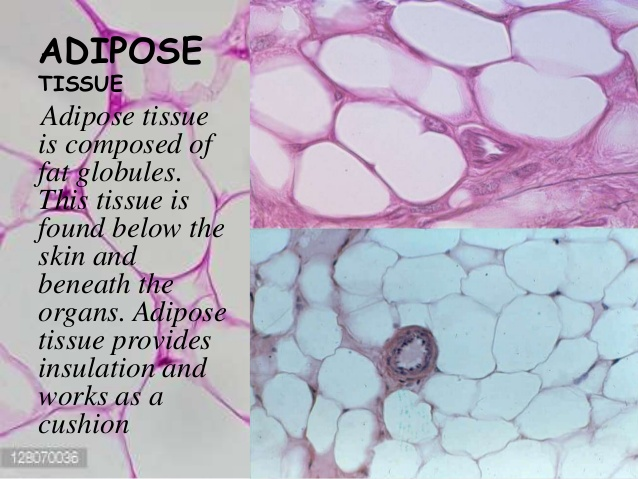 ADIPOSE
TISSUE
Adipose tissue
is composed of
fat globules.
This tissue is
found below the
skin and
beneath the
organs. Adipose
tissue provides
insulation and
works as a
cushion
128070036